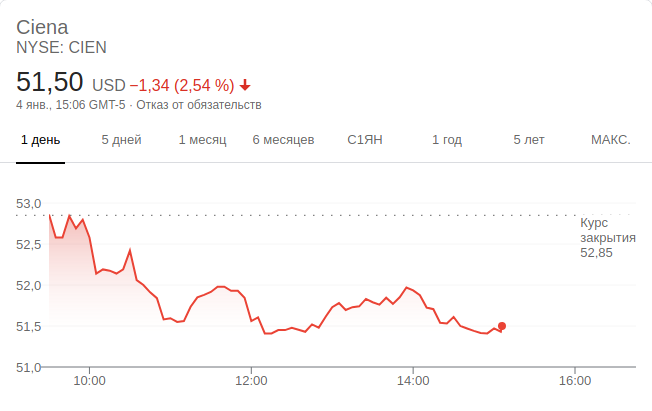 Ciena
NYSE: CIEN
51,50 USD −1,34 (2,54 %)
4 янв., 15:06 GMT-5 · Отказ от обязательств
1 день 5 дней 1 месяц 6 месяцев С1ЯН 1 год 5 лет МАКС.
53,0
Курс
закрытия
52,85
52,5
52,0
51,5
51,0
10:00 12:00 14:00 16:00